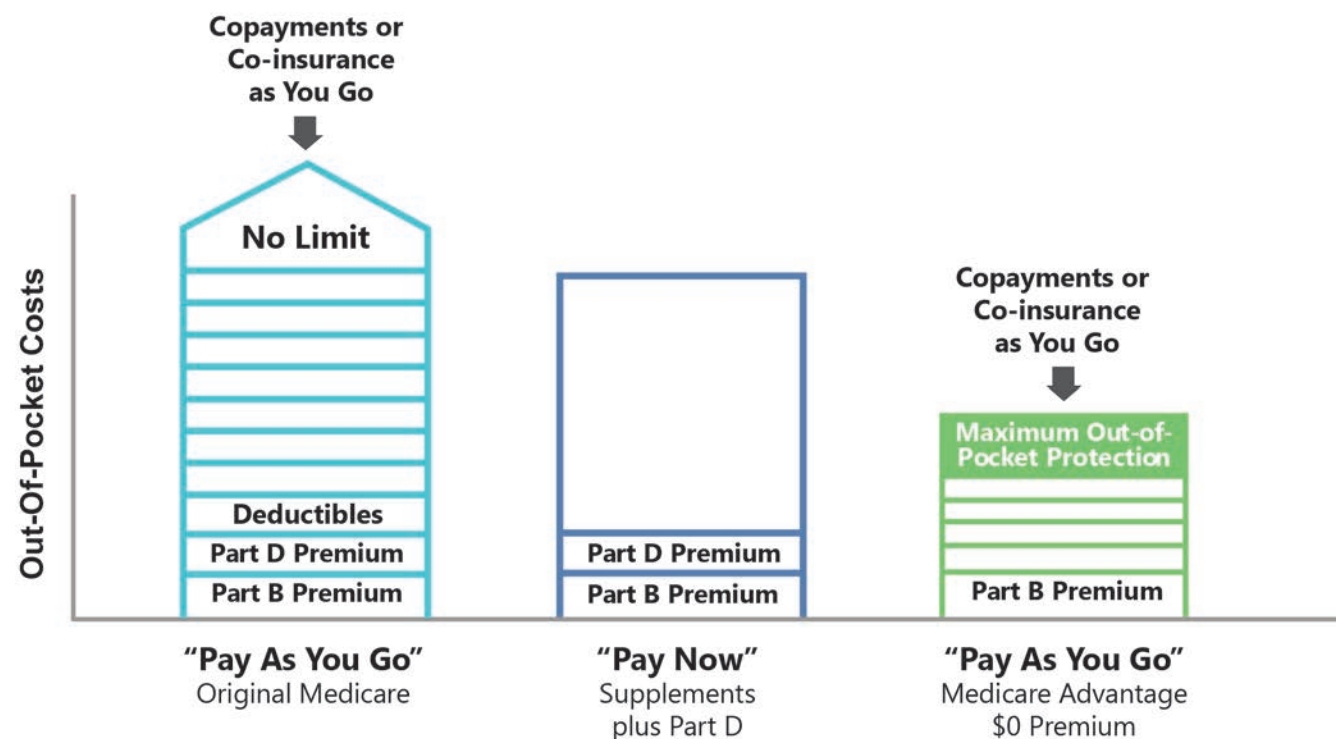 Copayments or
Co-insurance
as You Go
No Limit
Deductibles
Part D Premium
Part B Premium
Part D Premium
Part B Premium
Copayments or
Co-insurance
as You Go
Maximum Out-of-
Pocket Protection
Part B Premium
Out-Of-Pocket Costs
“Pay As You Go”
Original Medicare
“Pay Now”
Supplements
plus Part D
“Pay As You Go”
Medicare Advantage
$0 Premium